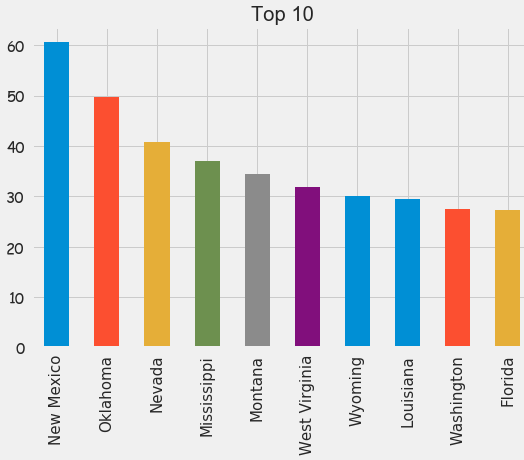 Top 10
60
50
40
30
20
10
0
New Mexico
Oklahoma
Nevada
Mississippi
Montana
West Virginia
Wyoming
Louisiana
Washington
Florida